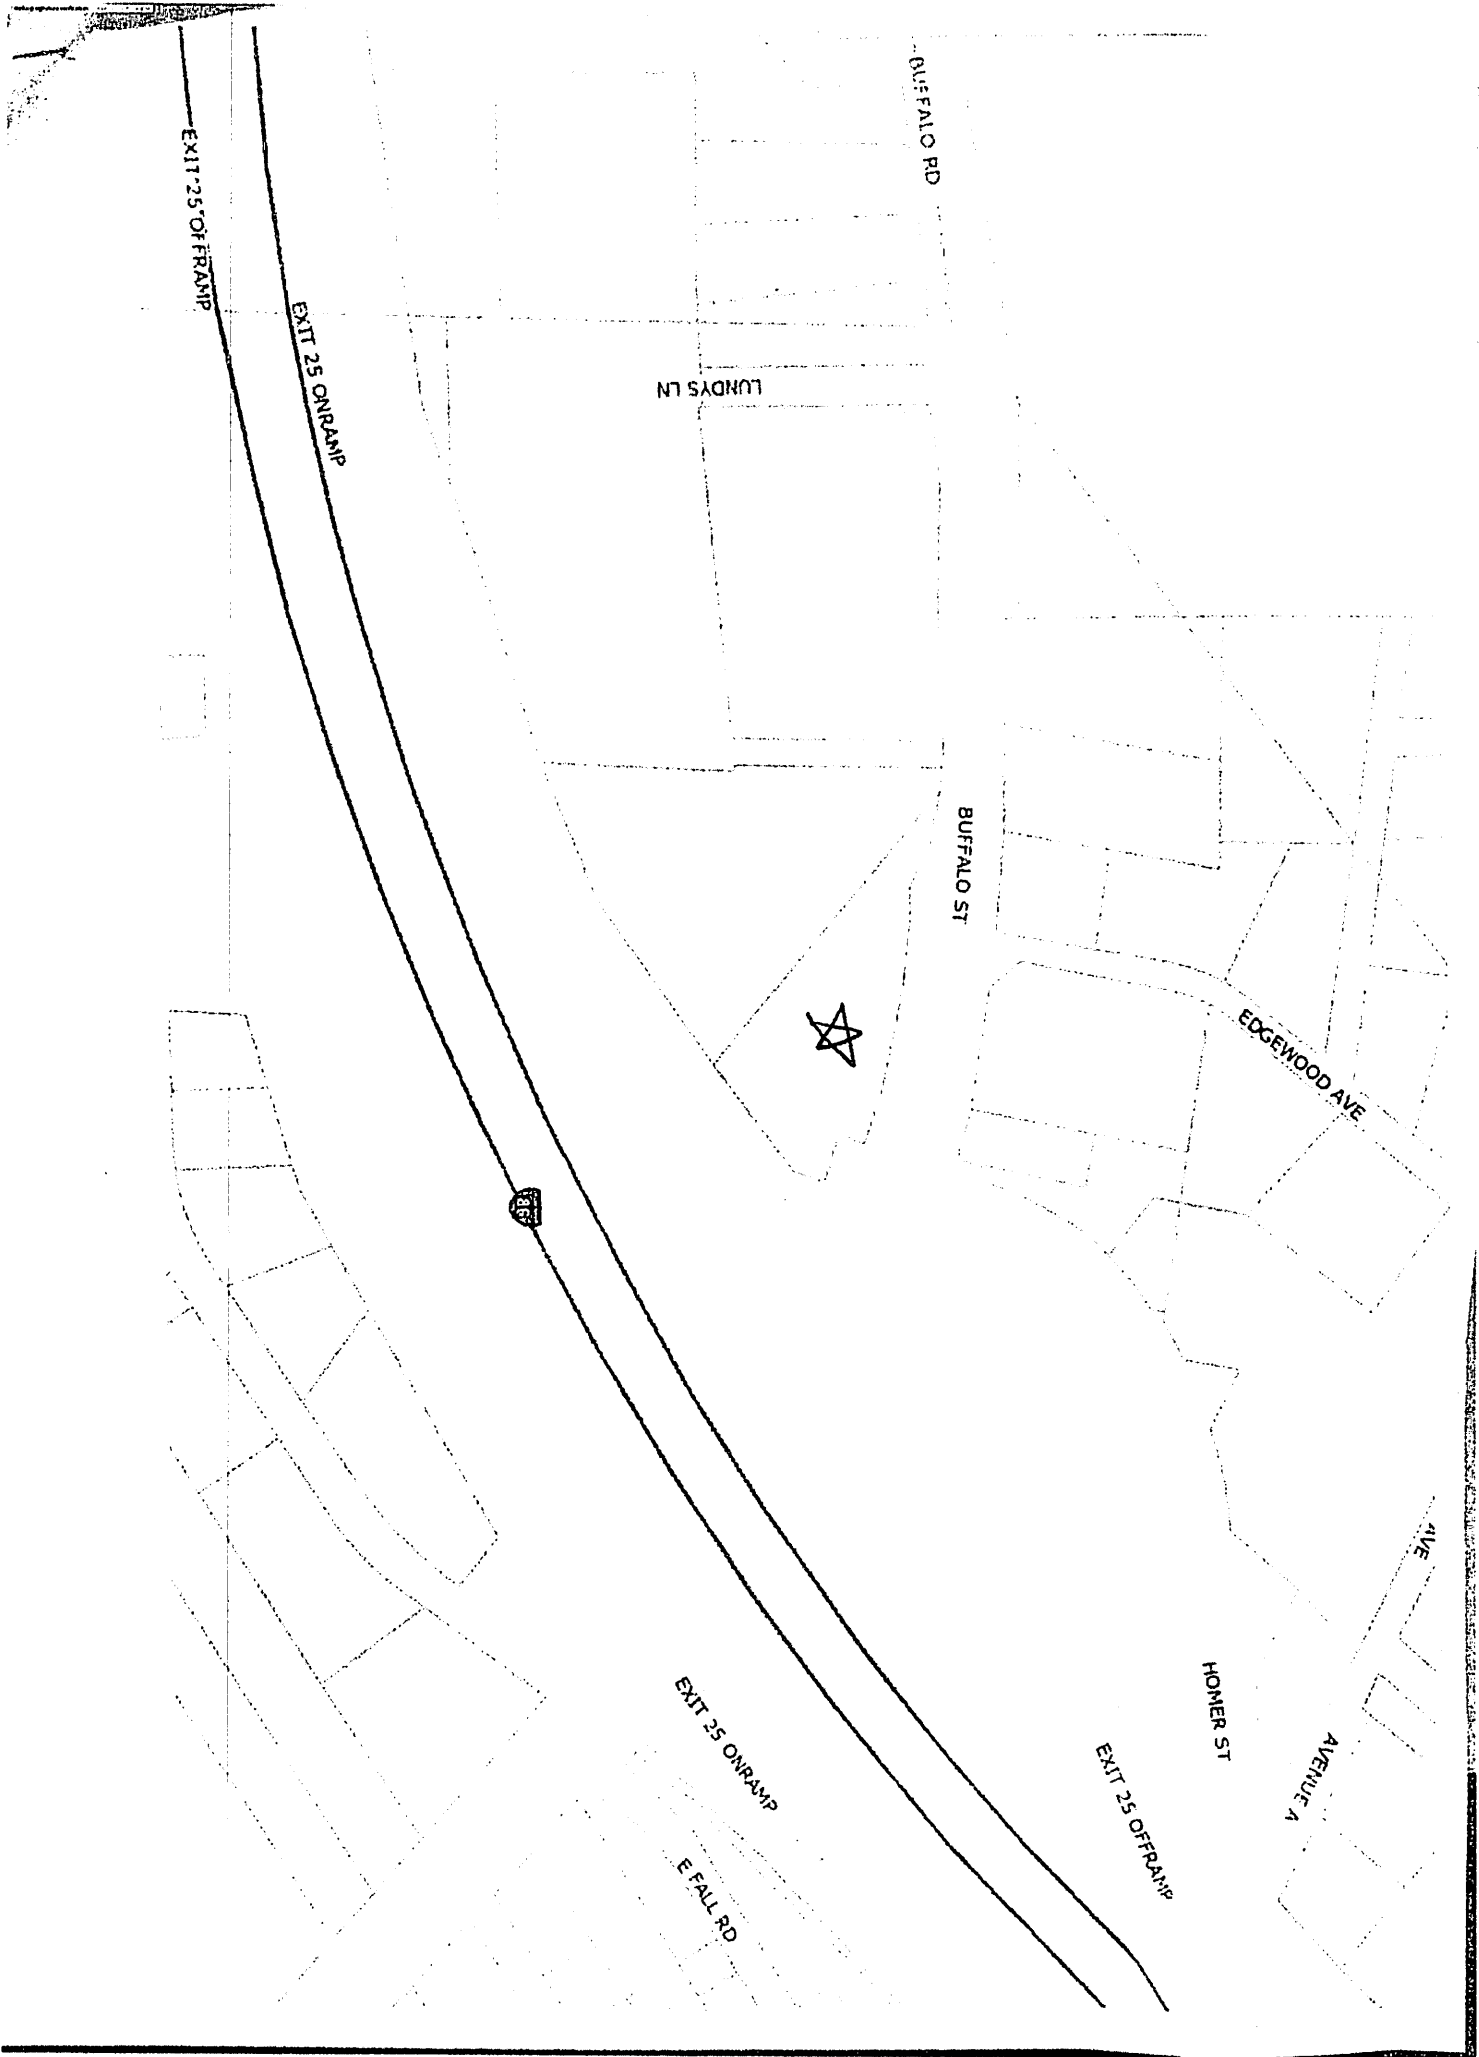 BUFFALO RD
EXIT 25 OFFRAMP
EXIT 25 ONRAMP
LUNDYS LN
BUFFALO ST
EDGEWOOD AVE
AVE
HOMER ST
EXIT 25 ONRAMP
AVENUE A
EXIT 25 OFFRAMP
E FALL RD